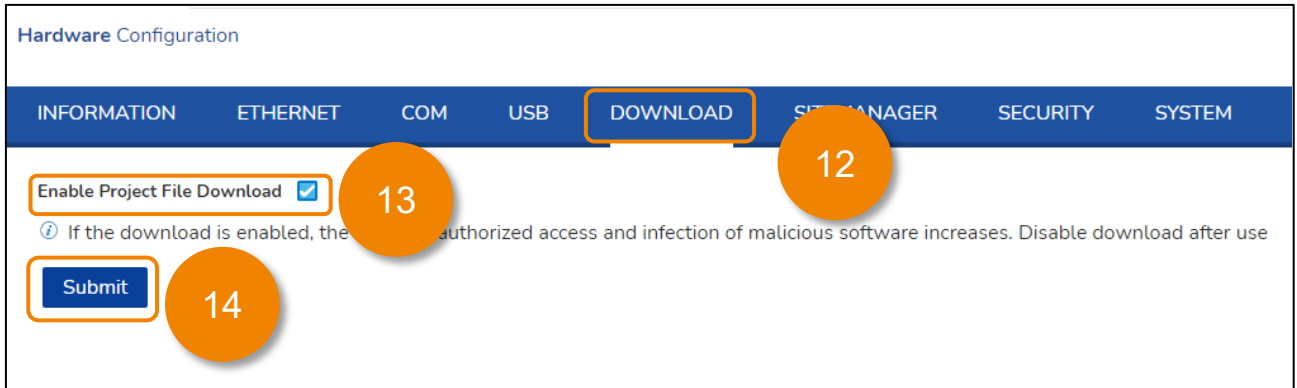 Hardware Configuration
INFORMATION ETHERNET COM USB DOWNLOAD SITEMANAGER SECURITY SYSTEM
12
Enable Project File Download
13
If the download is enabled, the authorized access and infection of malicious software increases. Disable download after use
Submit
14